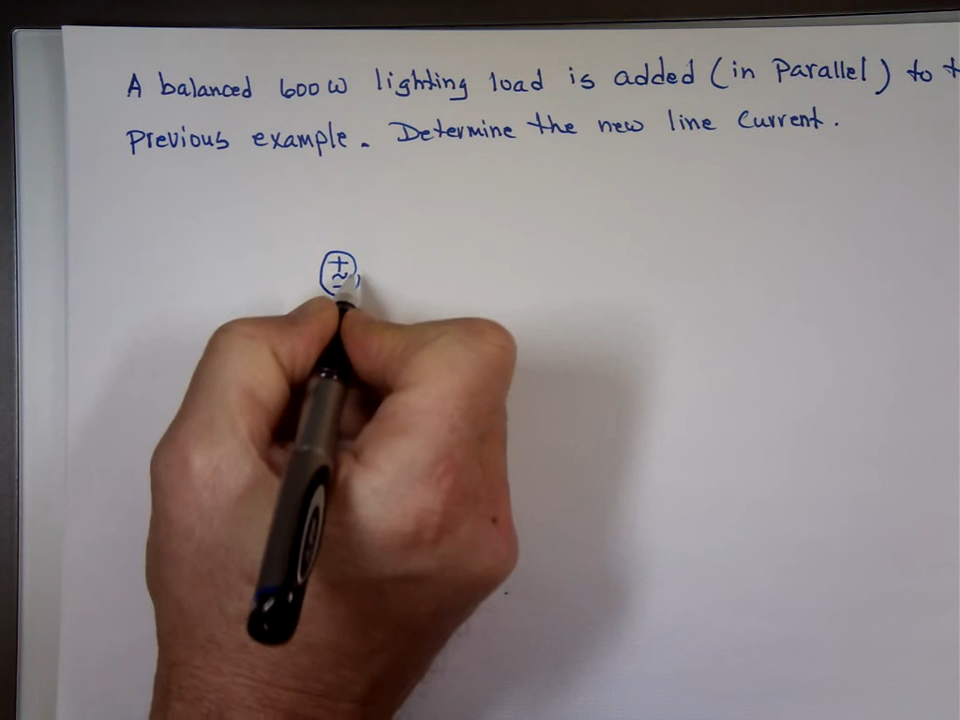 A balanced 600W lighting load is added (in Parallel) to
Previous example. Determine the new line current.
+
~